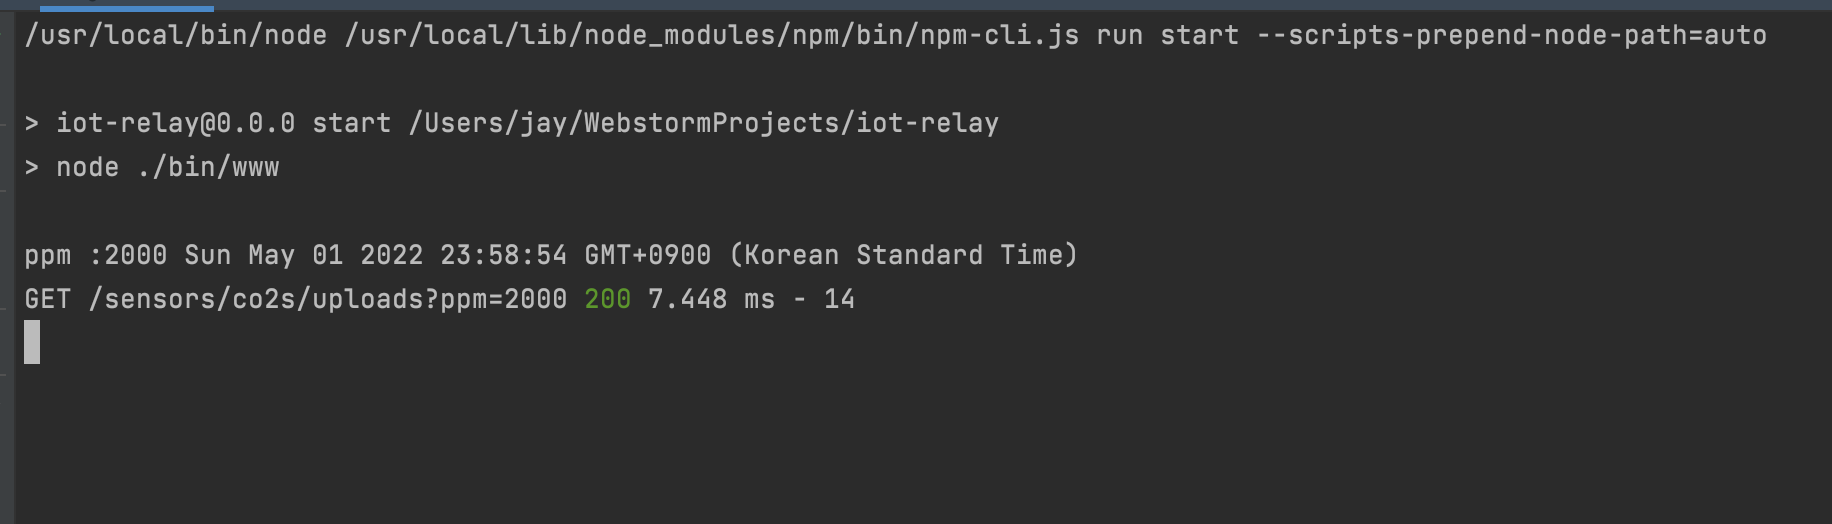 /usr/local/bin/node /usr/local/lib/node_modules/npm/bin/npm-cli.js run start --scripts-prepend-node-path=auto
> iot-relay@0.0.0 start /Users/jay/WebstormProjects/iot-relay
> node ./bin/www
ppm :2000 Sun May 01 2022 23:58:54 GMT+0900 (Korean Standard Time)
GET /sensors/co2s/uploads?ppm=2000 200 7.448 ms - 14